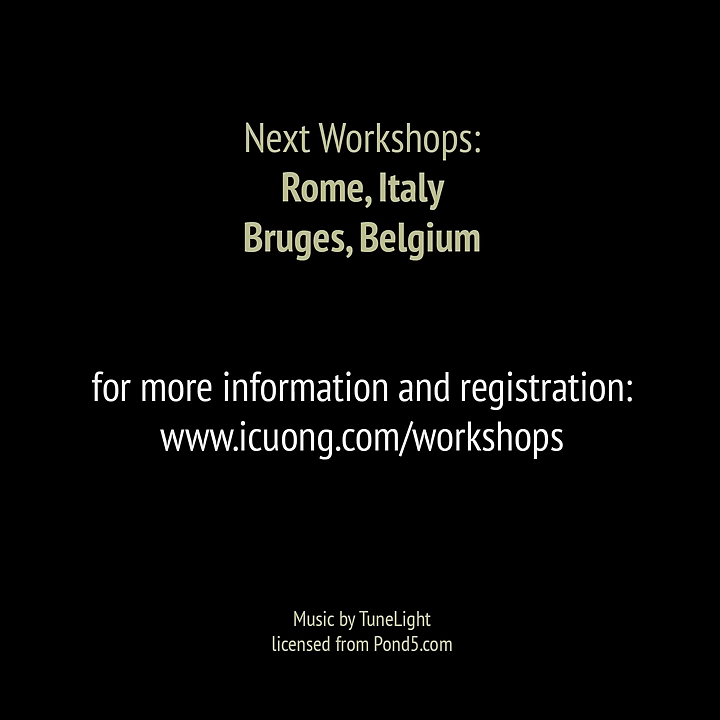 Next Workshops:
Rome, Italy
Bruges, Belgium
for more information and registration:
www.icuong.com/workshops
Music by TuneLight
licensed from Pond5.com